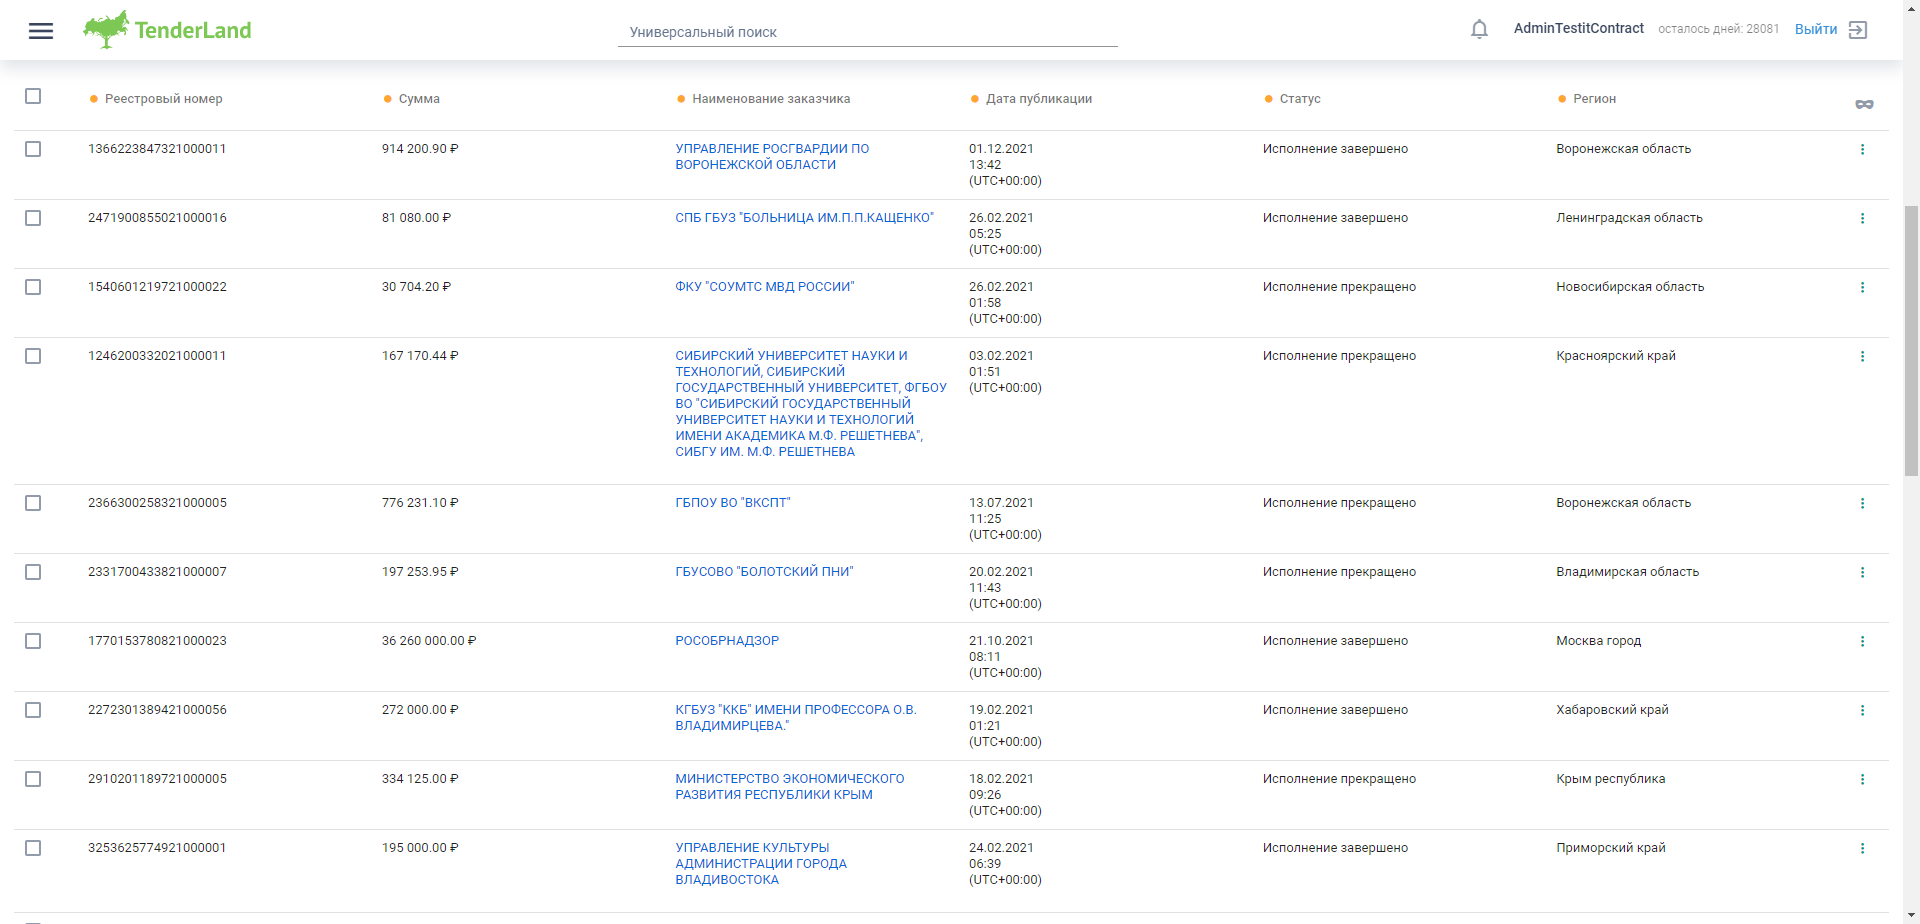 TenderLand
Универсальный поиск
AdminTestitContract
осталось дней: 28081
Выйти
Реестровый номер
Сумма
Наименование заказчика
Дата публикации
Статус
Регион
1366223847321000011
914 200.90 ₽
УПРАВЛЕНИЕ РОСГВАРДИИ ПО
ВОРОНЕЖСКОЙ ОБЛАСТИ
01.12.2021
13:42
(UTC+00:00)
Исполнение завершено
Воронежская область
2471900855021000016
81 080.00 ₽
СПБ ГБУЗ "БОЛЬНИЦА ИМ.П.П.КАЩЕНКО"
26.02.2021
05:25
(UTC+00:00)
Исполнение завершено
Ленинградская область
1540601219721000022
30 704.20 ₽
ФКУ "СОУМТС МВД РОССИИ"
26.02.2021
01:58
(UTC+00:00)
Исполнение прекращено
Новосибирская область
1246200332021000011
167 170.44 ₽
СИБИРСКИЙ УНИВЕРСИТЕТ НАУКИ И
ТЕХНОЛОГИЙ, СИБИРСКИЙ
ГОСУДАРСТВЕННЫЙ УНИВЕРСИТЕТ, ФГБОУ
ВО "СИБИРСКИЙ ГОСУДАРСТВЕННЫЙ
УНИВЕРСИТЕТ НАУКИ И ТЕХНОЛОГИЙ
ИМЕНИ АКАДЕМИКА М.Ф. РЕШЕТНЕВА",
СИБГУ ИМ. М.Ф. РЕШЕТНЕВА
03.02.2021
01:51
(UTC+00:00)
Исполнение прекращено
Красноярский край
2366300258321000005
776 231.10 ₽
ГБПОУ ВО "ВКСПТ"
13.07.2021
11:25
(UTC+00:00)
Исполнение прекращено
Воронежская область
2331700433821000007
197 253.95 ₽
ГБУСОВО "БОЛОТСКИЙ ПНИ"
20.02.2021
11:43
(UTC+00:00)
Исполнение прекращено
Владимирская область
1770153780821000023
36 260 000.00 ₽
РОСОБРНАДЗОР
21.10.2021
08:11
(UTC+00:00)
Исполнение завершено
Москва город
2272301389421000056
272 000.00 ₽
КГБУЗ "ККБ" ИМЕНИ ПРОФЕССОРА О.В.
ВЛАДИМИРЦЕВА."
19.02.2021
01:21
(UTC+00:00)
Исполнение завершено
Хабаровский край
2910201189721000005
334 125.00 ₽
МИНИСТЕРСТВО ЭКОНОМИЧЕСКОГО
РАЗВИТИЯ РЕСПУБЛИКИ КРЫМ
18.02.2021
09:26
(UTC+00:00)
Исполнение прекращено
Крым республика
3253625774921000001
195 000.00 ₽
УПРАВЛЕНИЕ КУЛЬТУРЫ
АДМИНИСТРАЦИИ ГОРОДА
ВЛАДИВОСТОКА
24.02.2021
06:39
(UTC+00:00)
Исполнение завершено
Приморский край